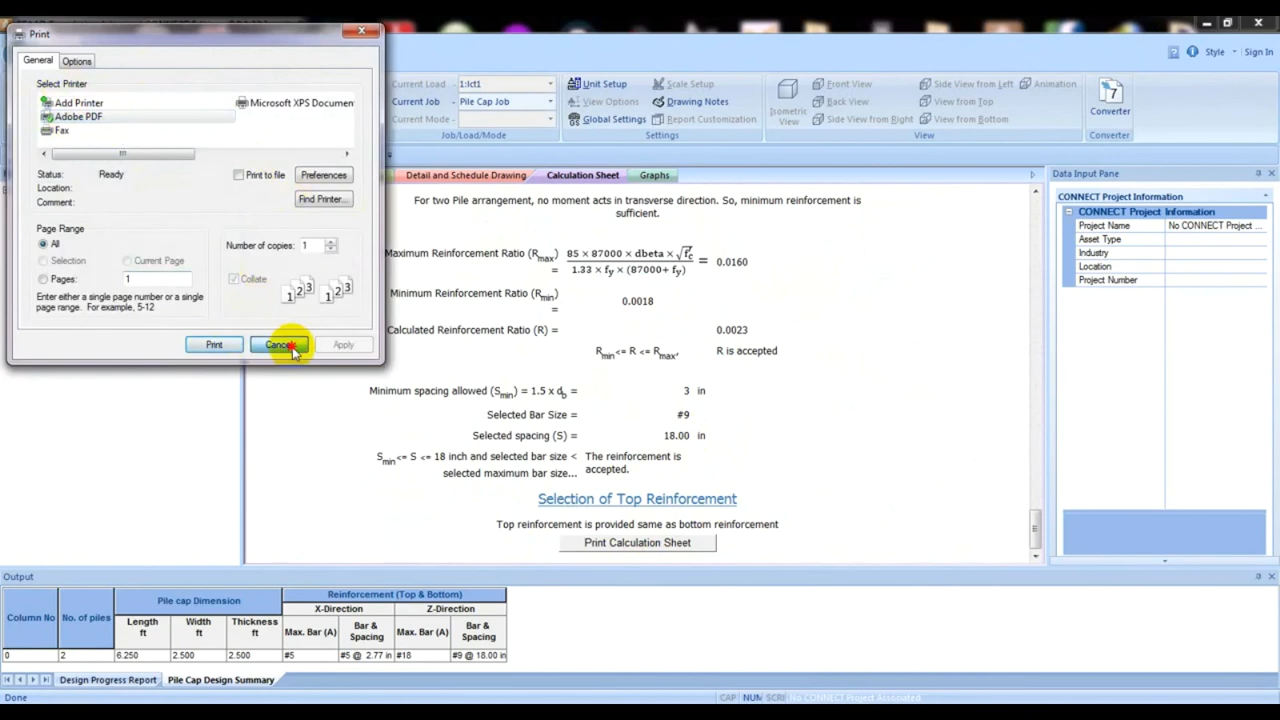 Print
General
Options
Select Printer
Add Printer
Microsoft XPS Documen
Adobe PDF
Fax
Status:
Ready
Print to file
Preferences
Location:
Comment:
Find Printer...
Page Range
All
Number of copies:
1
Selection
Current Page
Pages:
1
Collate
Enter either a single page number or a single
page range. For example, 5-12
1 2 3
1 2 3
Print
Apply
Style
Sign In
Current Load
1:lct1
Current Job
Pile Cap Job
Current Mode
Job/Load/Mode
Unit Setup
Scale Setup
View Options
Drawing Notes
Global Settings
Report Customization
Settings
Isometric
View
Front View
Side View from Left
Animation
Back View
View from Top
Side View from Right
View from Bottom
View
7
Converter
Converter
Detail and Schedule Drawing
Calculation Sheet
Graphs
For two Pile arrangement, no moment acts in transverse direction. So, minimum reinforcement is
sufficient.
Maximum Reinforcement Ratio (Rmax)
=
85 × 87000 × dbeta × √f'c
1.33 × fy × (87000+ fy)
= 0.0160
Minimum Reinforcement Ratio (Rmin)
=
0.0018
Calculated Reinforcement Ratio (R) =
0.0023
Rmin<= R <= Rmax,
R is accepted
Minimum spacing allowed (Smin) = 1.5 x db =
3 in
Selected Bar Size =
#9
Selected spacing (S) =
18.00 in
Smin<= S <= 18 inch and selected bar size <
selected maximum bar size...
The reinforcement is
accepted.
Selection of Top Reinforcement
Top reinforcement is provided same as bottom reinforcement
Print Calculation Sheet
Data Input Pane
CONNECT Project Information
CONNECT Project Information
Project Name
No CONNECT Project ...
Asset Type
Industry
Location
Project Number
Output
Column No
No. of piles
Pile cap Dimension
Reinforcement (Top & Bottom)
X-Direction
Z-Direction
Length
ft
Width
ft
Thickness
ft
Max. Bar (A)
Bar &
Spacing
Max. Bar (A)
Bar &
Spacing
0
2
6.250
2.500
2.500
#5
#5 @ 2.77 in
#18
#9 @ 18.00 in
Design Progress Report
Pile Cap Design Summary
Done
CAP
NUM
SCRL
No CONNECT Project Associated